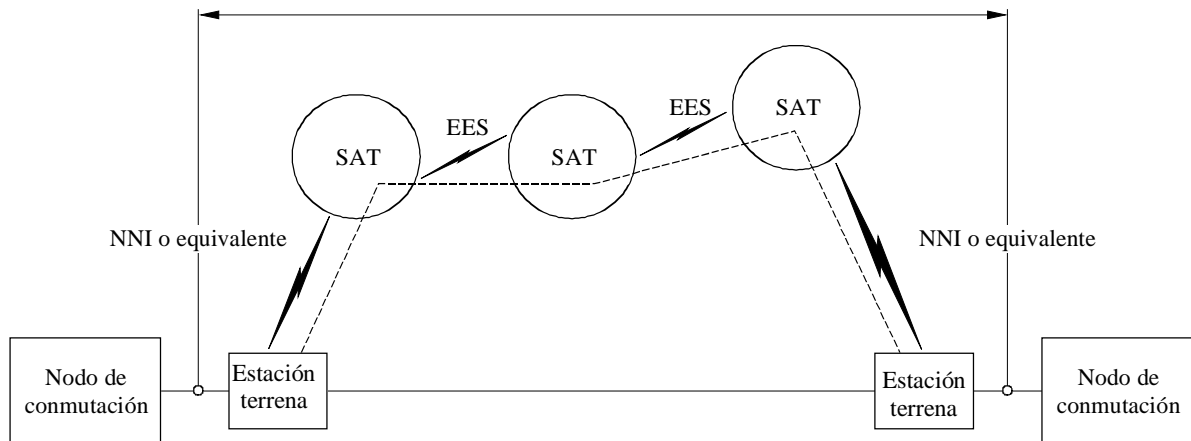 EES
SAT
EES
SAT
SAT
NNI o equivalente
NNI o equivalente
Nodo de
conmutación
Estación
terrena
Estación
terrena
Nodo de
conmutación